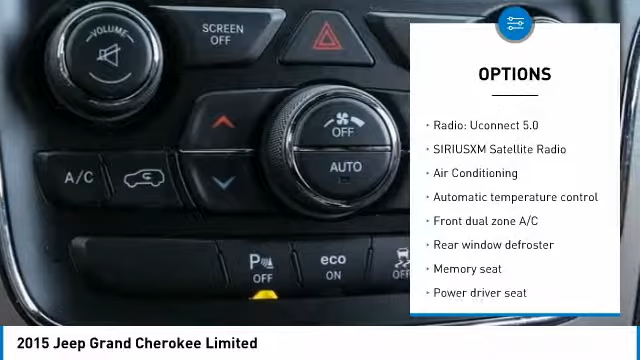 VOLUME
SCREEN
OFF
OFF
AUTO
A/C
P
OFF
eco
ON
OFF
OPTIONS
· Radio: Uconnect 5.0
· SIRIUSXM Satellite Radio
· Air Conditioning
· Automatic temperature control
· Front dual zone A/C
· Rear window defroster
· Memory seat
· Power driver seat
2015 Jeep Grand Cherokee Limited